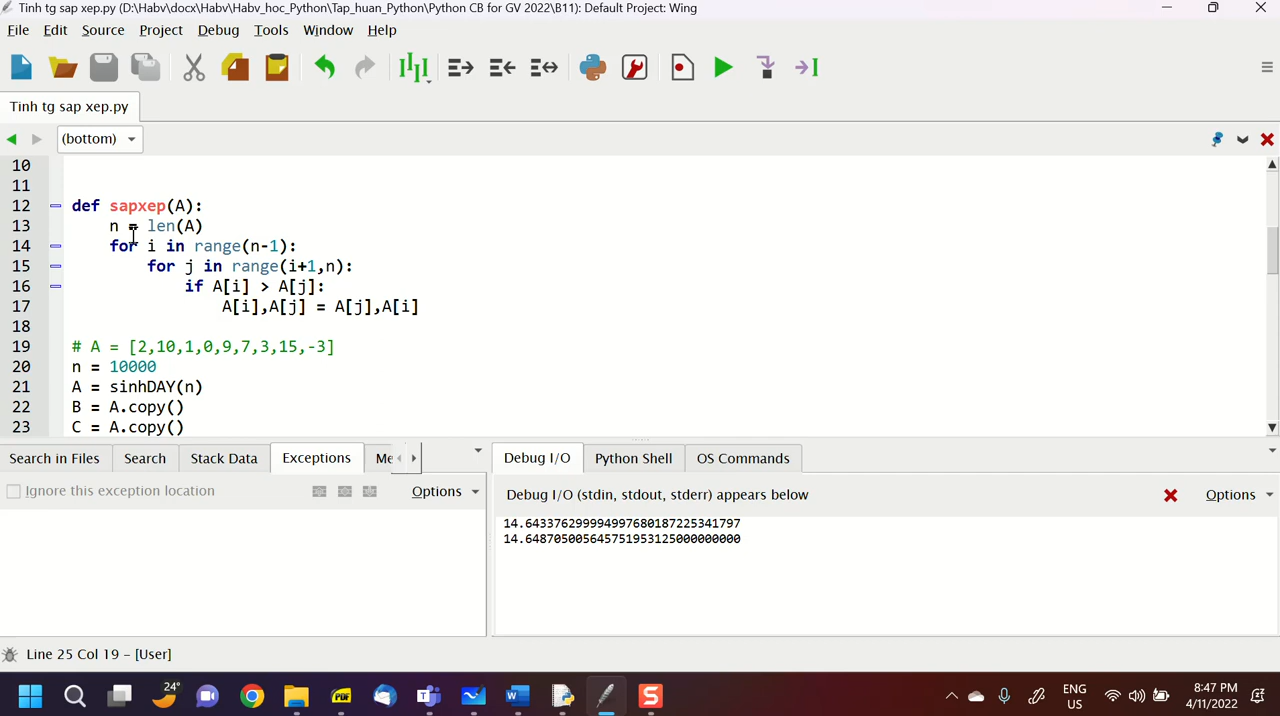 Tinh tg sap xep.py (D:\Habv\docx\Habv\Habv_hoc_Python\Tap_huan_Python\Python CB for GV 2022\B11): Default Project: Wing
File Edit Source Project Debug Tools Window Help
Tinh tg sap xep.py
(bottom)
10
11
12 def sapxep(A):
13 n = len(A)
14 for i in range(n-1):
15 for j in range(i+1,n):
16 if A[i] > A[j]:
17 A[i],A[j] = A[j],A[i]
18
19 # A = [2,10,1,0,9,7,3,15,-3]
20 n = 10000
21 A = sinhDAY(n)
22 B = A.copy()
23 C = A.copy()
Search in Files Search Stack Data Exceptions Me Debug I/O Python Shell OS Commands
Ignore this exception location Options Debug I/O (stdin, stdout, stderr) appears below Options
14.6433762999949976801872253417​97
14.648705005645751953125000000000
Line 25 Col 19 - [User]
24° PDF S ENG US 8:47 PM 4/11/2022